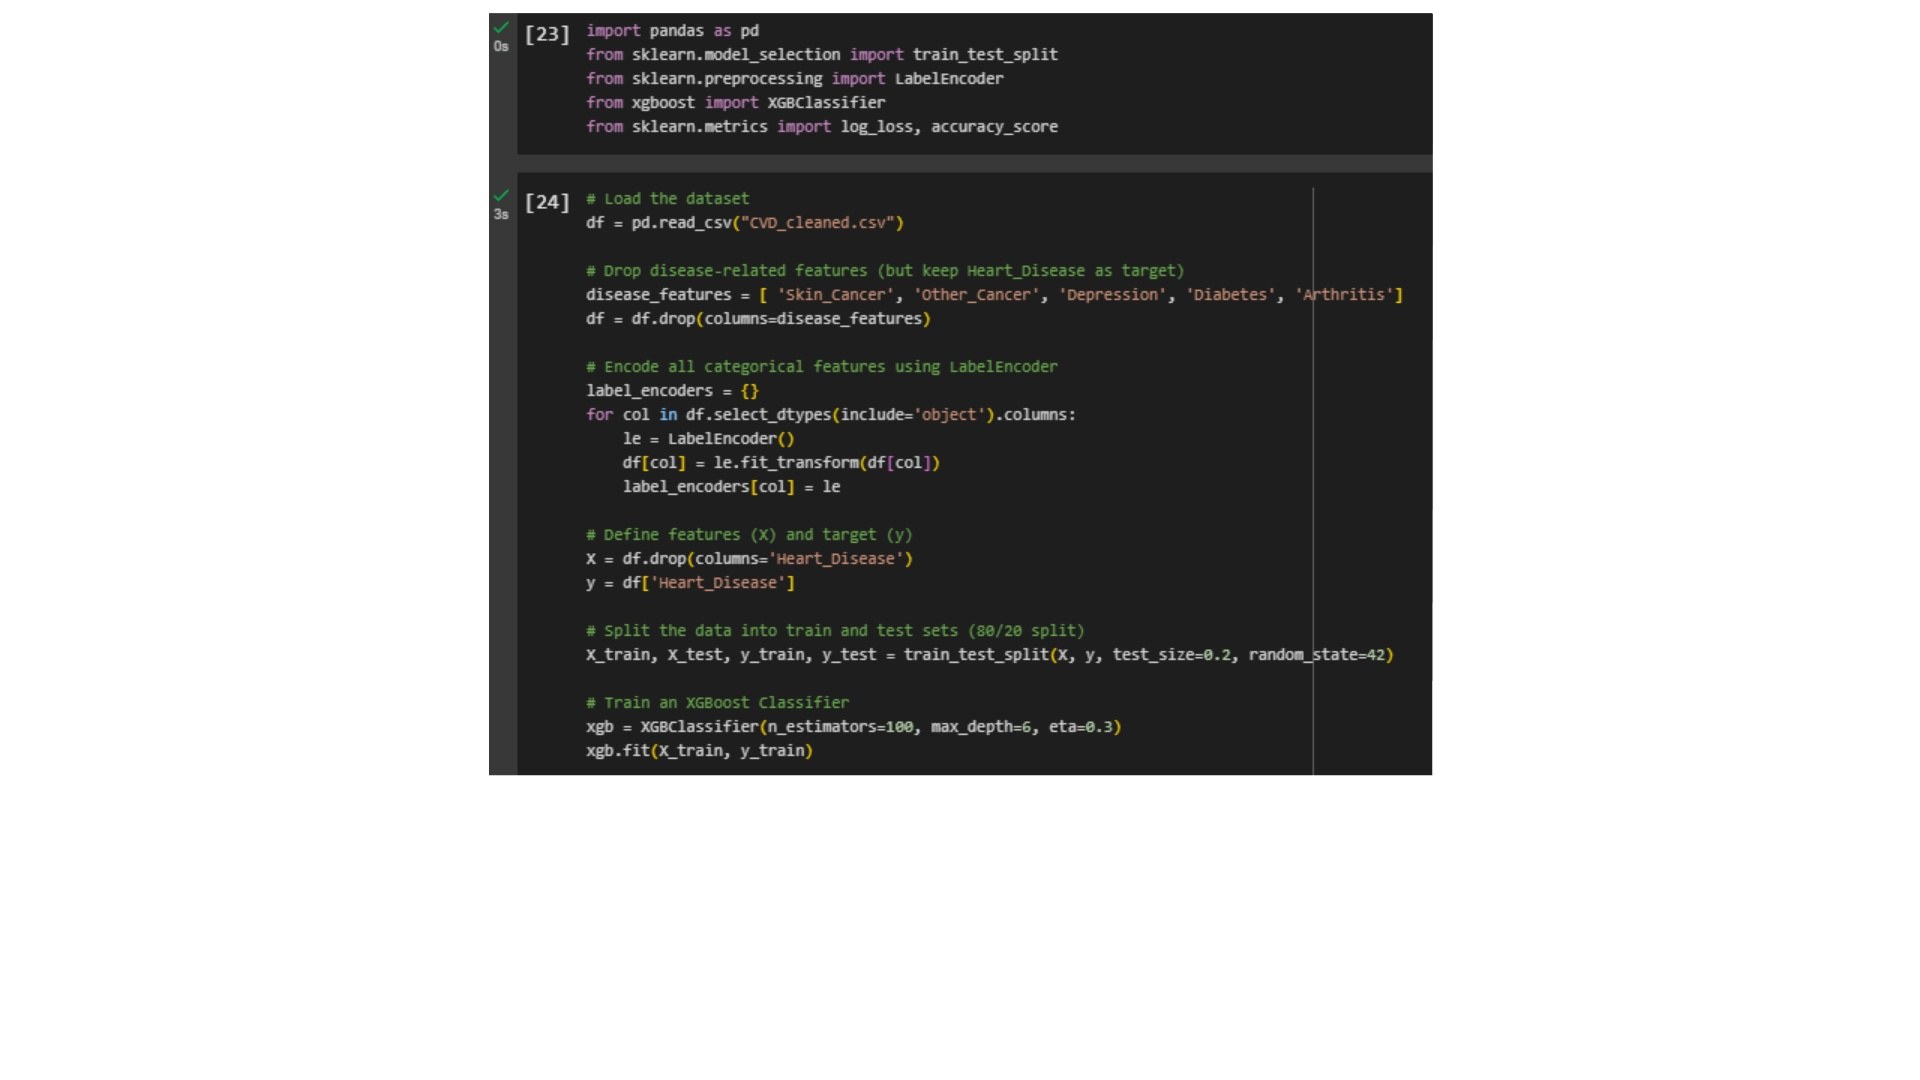 0s
[23]
import pandas as pd
from sklearn.model_selection import train_test_split
from sklearn.preprocessing import LabelEncoder
from xgboost import XGBClassifier
from sklearn.metrics import log_loss, accuracy_score
3s
[24]
# Load the dataset
df = pd.read_csv("CVD_cleaned.csv")
# Drop disease-related features (but keep Heart_Disease as target)
disease_features = [ 'Skin_Cancer', 'Other_Cancer', 'Depression', 'Diabetes', 'Arthritis']
df = df.drop(columns=disease_features)
# Encode all categorical features using LabelEncoder
label_encoders = {}
for col in df.select_dtypes(include='object').columns:
    le = LabelEncoder()
    df[col] = le.fit_transform(df[col])
    label_encoders[col] = le
# Define features (X) and target (y)
X = df.drop(columns='Heart_Disease')
y = df['Heart_Disease']
# Split the data into train and test sets (80/20 split)
X_train, X_test, y_train, y_test = train_test_split(X, y, test_size=0.2, random_state=42)
# Train an XGBoost Classifier
xgb = XGBClassifier(n_estimators=100, max_depth=6, eta=0.3)
xgb.fit(X_train, y_train)